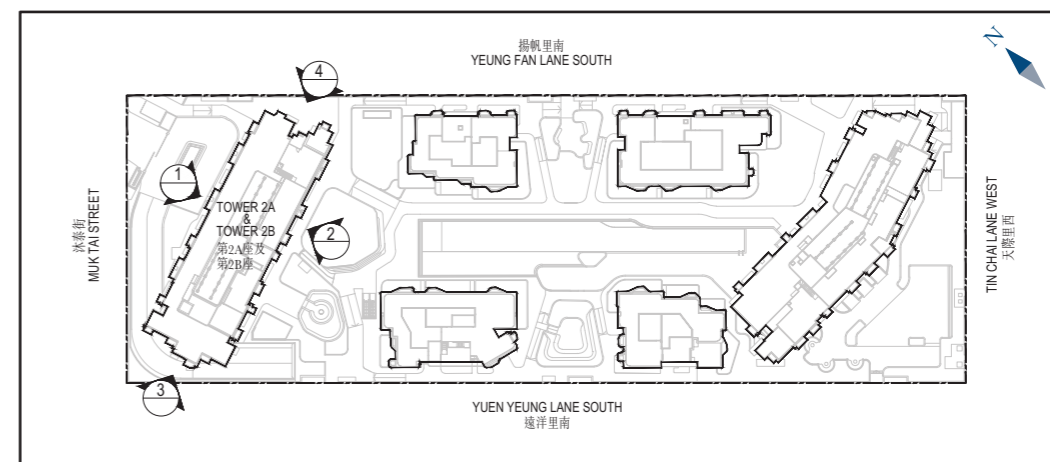 揚帆里南
YEUNG FAN LANE SOUTH
N
4
1
沐泰街
MUK TAI STREET
TOWER 2A
&
TOWER 2B
第2A座及
第2B座
2
TIN CHAI LANE WEST
天際里西
3
YUEN YEUNG LANE SOUTH
遠洋里南